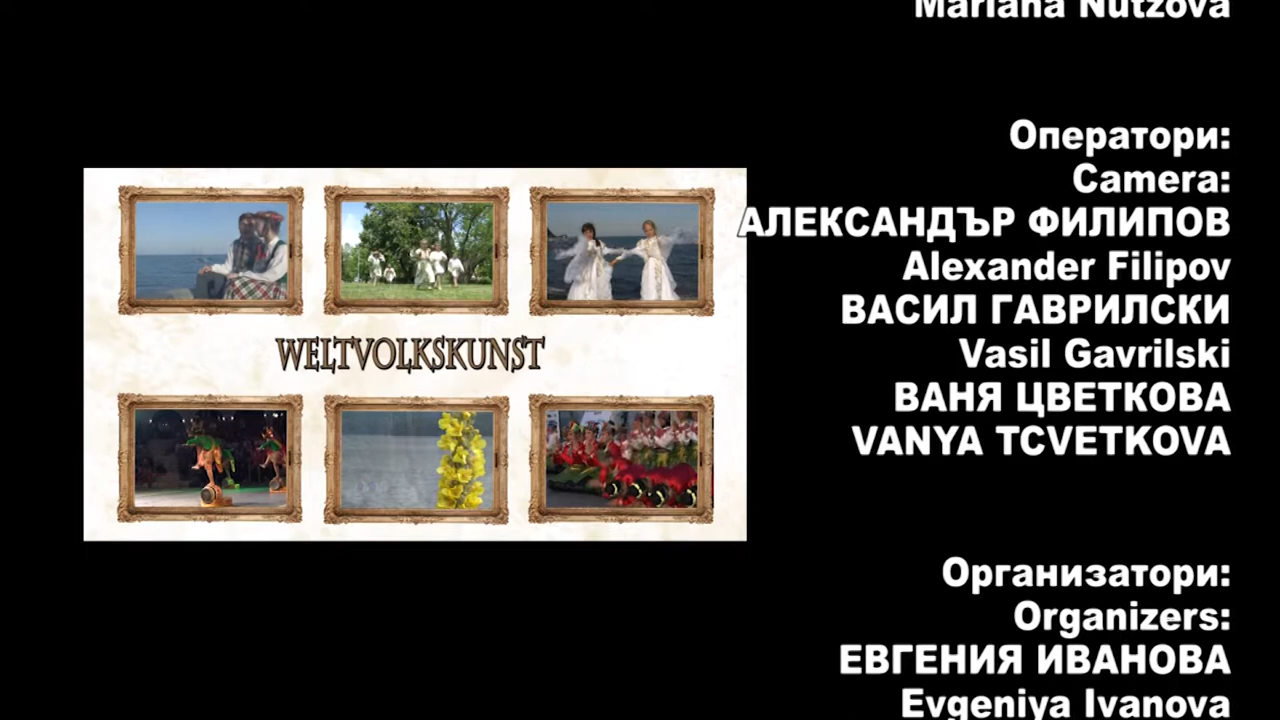 Mariana Nutzova
Оператори:
Camera:
АЛЕКСАНДЪР ФИЛИПОВ
Alexander Filipov
ВАСИЛ ГАВРИЛСКИ
Vasil Gavrilski
ВАНЯ ЦВЕТКОВА
VANYA TCVETKOVA
WELTVOLKSKUNST
Организатори:
Organizers:
ЕВГЕНИЯ ИВАНОВА
Evgeniya Ivanova